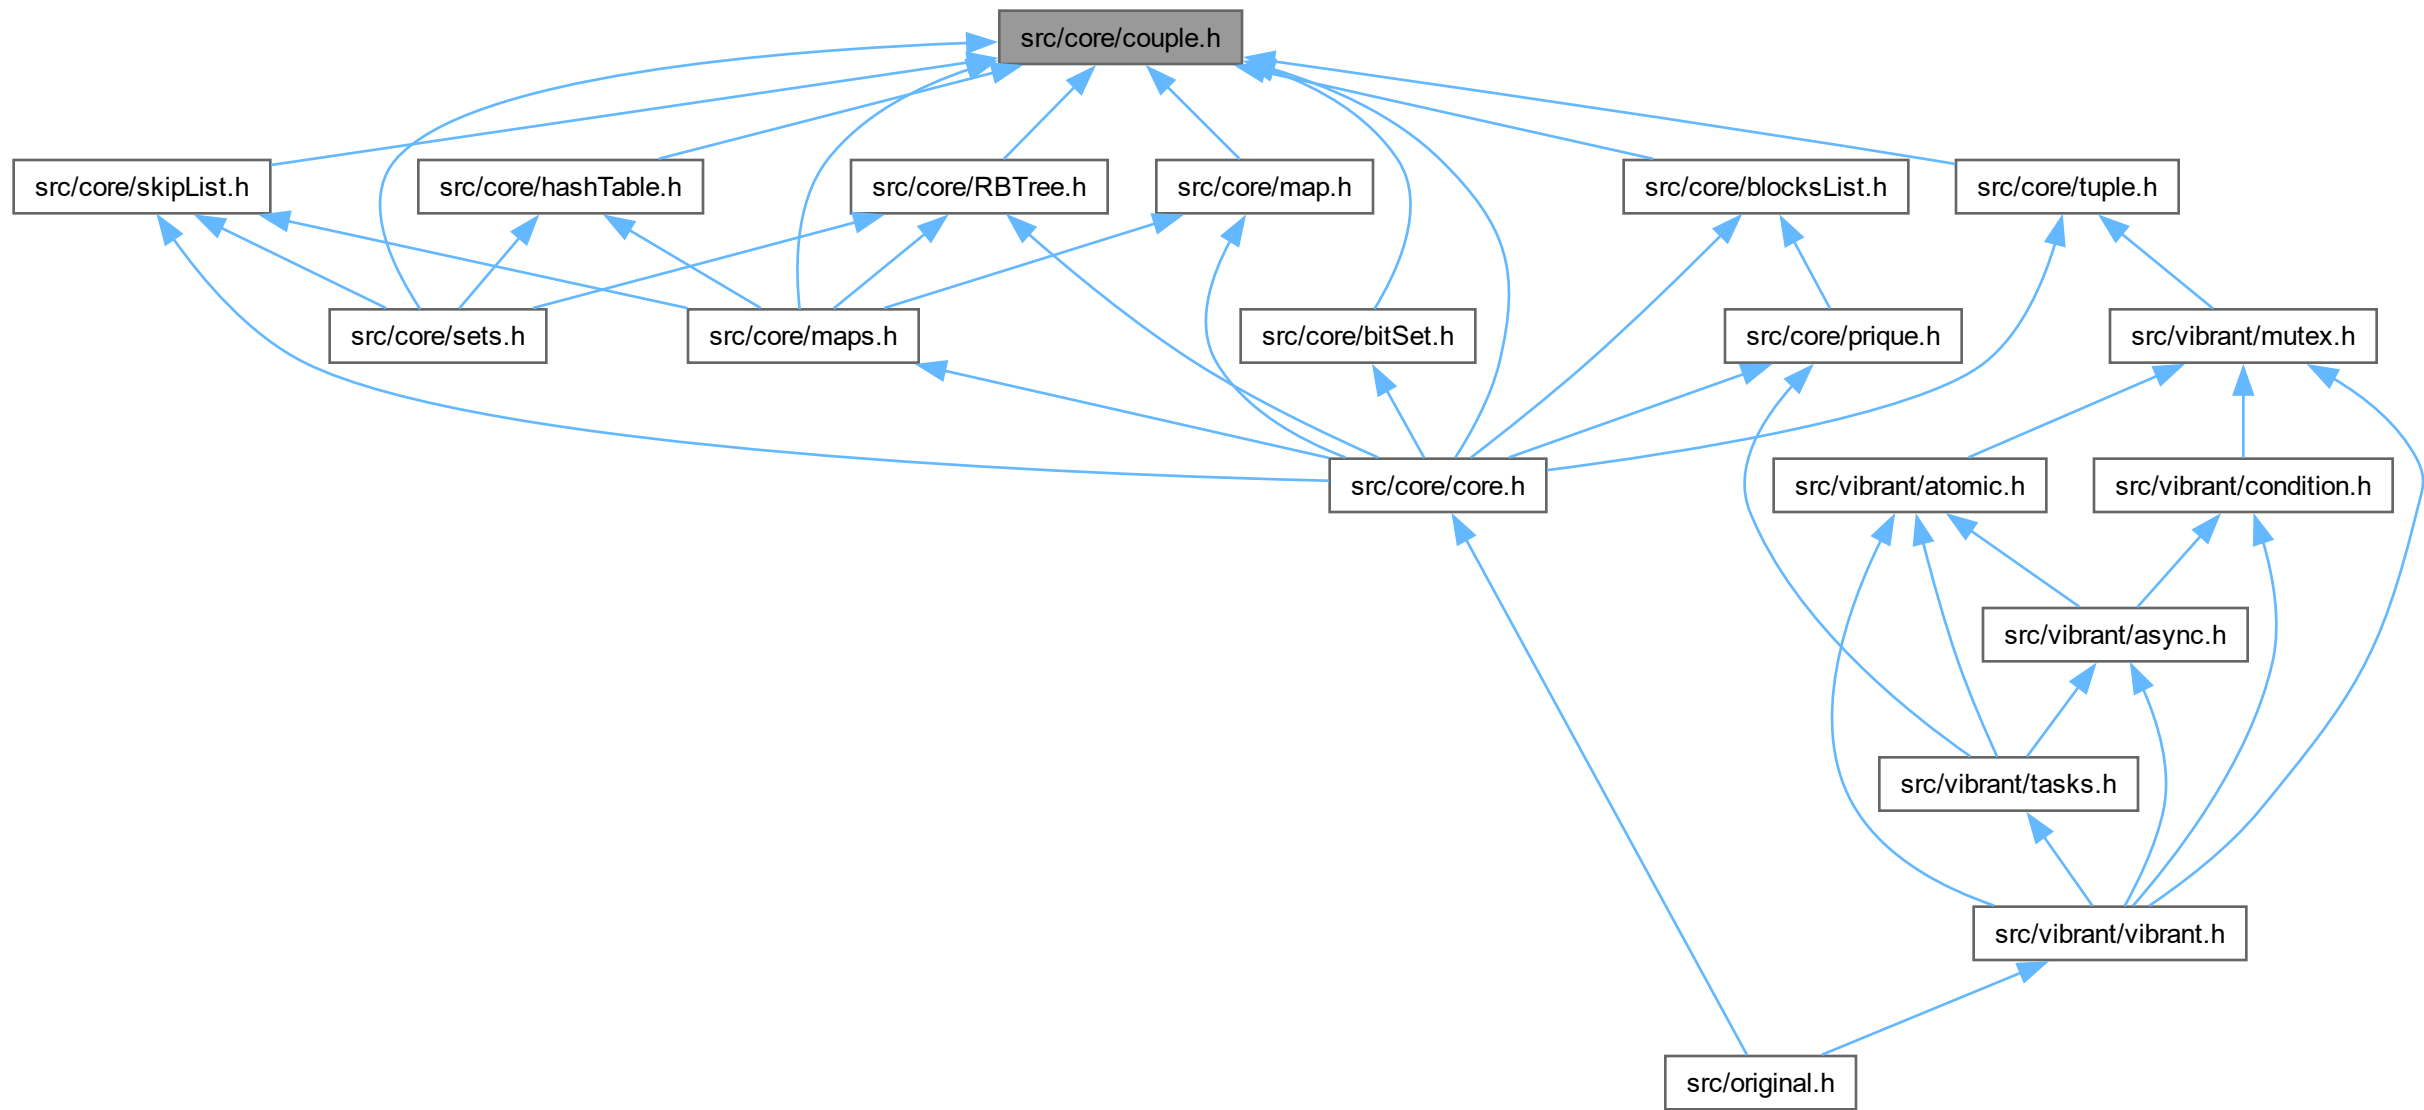 src/core/couple.h
src/core/skipList.h
src/core/hashTable.h
src/core/RBTree.h
src/core/map.h
src/core/blocksList.h
src/core/tuple.h
src/core/sets.h
src/core/maps.h
src/core/bitSet.h
src/core/prique.h
src/vibrant/mutex.h
src/core/core.h
src/vibrant/atomic.h
src/vibrant/condition.h
src/vibrant/async.h
src/vibrant/tasks.h
src/vibrant/vibrant.h
src/original.h